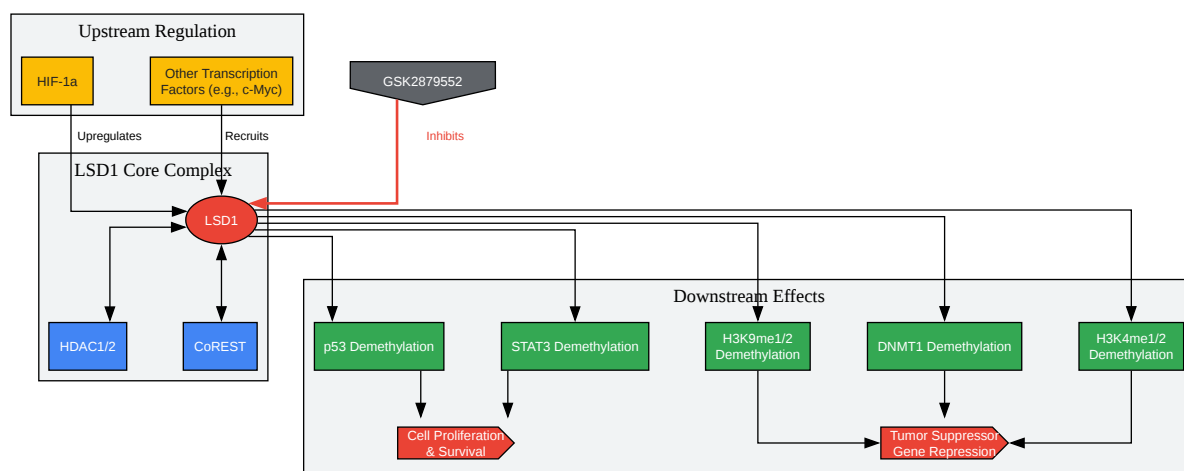 Upstream Regulation
HIF-1a
Other Transcription
Factors (e.g., c-Myc)
GSK2879552
Upregulates
Recruits
Inhibits
LSD1 Core Complex
LSD1
HDAC1/2
CoREST
Downstream Effects
p53 Demethylation
STAT3 Demethylation
H3K9me1/2
Demethylation
DNMT1 Demethylation
H3K4me1/2
Demethylation
Cell Proliferation
& Survival
Tumor Suppressor
Gene Repression